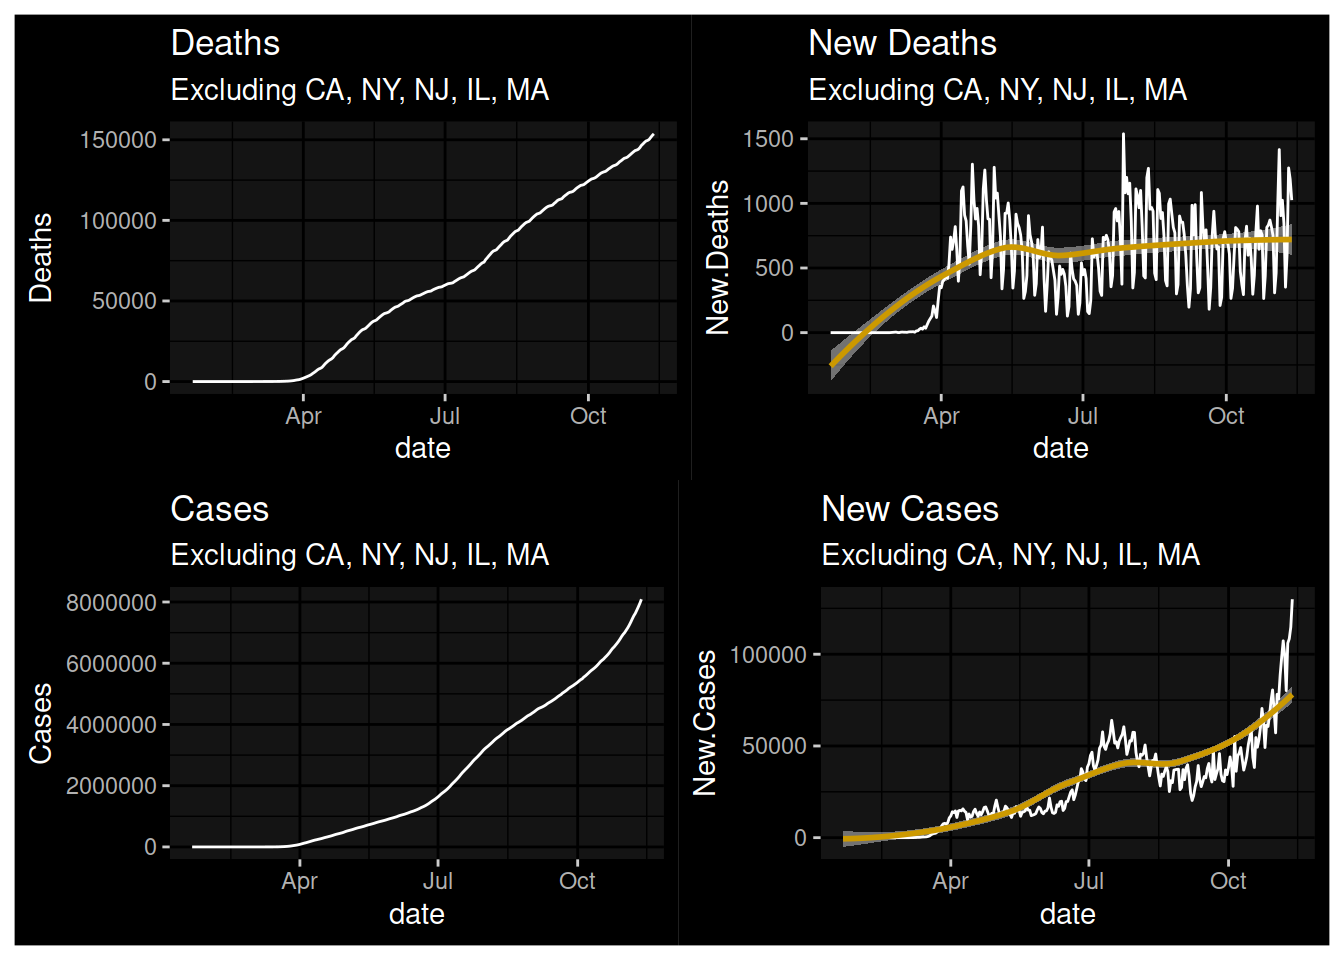 Deaths
Excluding CA, NY, NJ, IL, MA
Deaths
150000
100000
50000
0
Apr Jul Oct
date
New Deaths
Excluding CA, NY, NJ, IL, MA
New.Deaths
1500
1000
500
0
Apr Jul Oct
date
Cases
Excluding CA, NY, NJ, IL, MA
Cases
8000000
6000000
4000000
2000000
0
Apr Jul Oct
date
New Cases
Excluding CA, NY, NJ, IL, MA
New.Cases
100000
50000
0
Apr Jul Oct
date